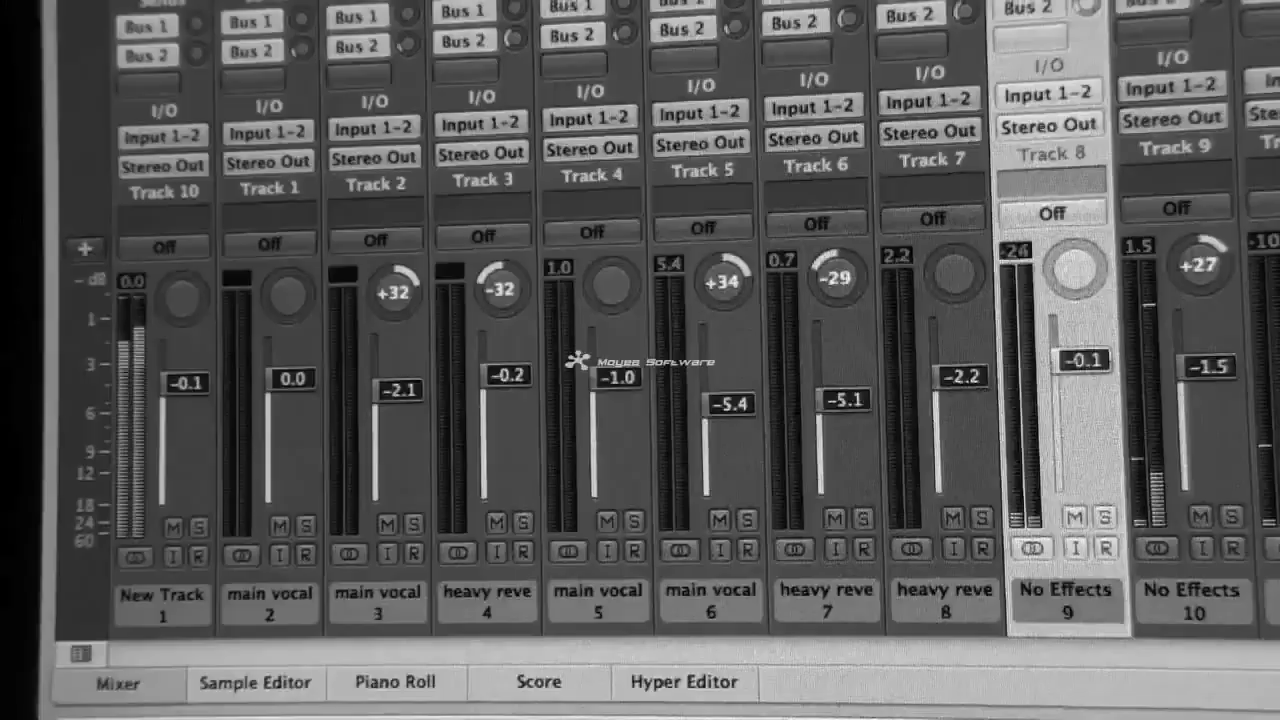 Bus 1 Bus 1 Bus 1 Bus 1 Bus 1
Bus 2 Bus 2 Bus 2 Bus 2 Bus 2 Bus 2 Bus 2 Bus 2 Bus 2
I/O I/O I/O I/O I/O I/O I/O I/O I/O I/O
Input 1-2 Input 1-2 Input 1-2 Input 1-2 Input 1-2 Input 1-2 Input 1-2 Input 1-2 Input 1-2 Input 1-2
Stereo Out Stereo Out Stereo Out Stereo Out Stereo Out Stereo Out Stereo Out Stereo Out Stereo Out Stereo Out
Track 10 Track 1 Track 2 Track 3 Track 4 Track 5 Track 6 Track 7 Track 8 Track 9
Off Off Off Off Off Off Off Off Off Off
+
dB 0.0 1.0 5.4 0.7 2.2 -26 1.5 -10
+32 -32 +34 -29 +27
1
3
6
9
12
18
24
60
-0.1 0.0 -2.1 -0.2 -1.0 -5.4 -5.1 -2.2 -0.1 -1.5
Moyea Software
M S M S M S M S M S M S M S M S M S M S
I R I R I R I R I R I R I R I R I R I R
New Track main vocal main vocal heavy reve main vocal main vocal heavy reve heavy reve No Effects No Effects
1 2 3 4 5 6 7 8 9 10
Mixer Sample Editor Piano Roll Score Hyper Editor